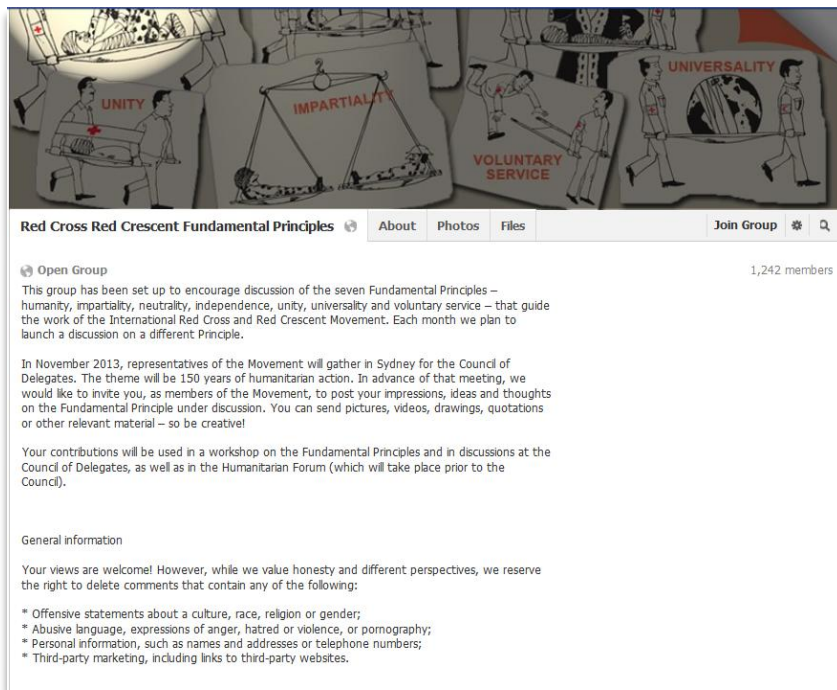 UNITY
IMPARTIALITY
VOLUNTARY
SERVICE
UNIVERSALITY
Red Cross Red Crescent Fundamental Principles About Photos Files Join Group
Open Group 1,242 members
This group has been set up to encourage discussion of the seven Fundamental Principles –
humanity, impartiality, neutrality, independence, unity, universality and voluntary service – that guide
the work of the International Red Cross and Red Crescent Movement. Each month we plan to
launch a discussion on a different Principle.
In November 2013, representatives of the Movement will gather in Sydney for the Council of
Delegates. The theme will be 150 years of humanitarian action. In advance of that meeting, we
would like to invite you, as members of the Movement, to post your impressions, ideas and thoughts
on the Fundamental Principle under discussion. You can send pictures, videos, drawings, quotations
or other relevant material – so be creative!
Your contributions will be used in a workshop on the Fundamental Principles and in discussions at the
Council of Delegates, as well as in the Humanitarian Forum (which will take place prior to the
Council).
General information
Your views are welcome! However, while we value honesty and different perspectives, we reserve
the right to delete comments that contain any of the following:
* Offensive statements about a culture, race, religion or gender;
* Abusive language, expressions of anger, hatred or violence, or pornography;
* Personal information, such as names and addresses or telephone numbers;
* Third-party marketing, including links to third-party websites.